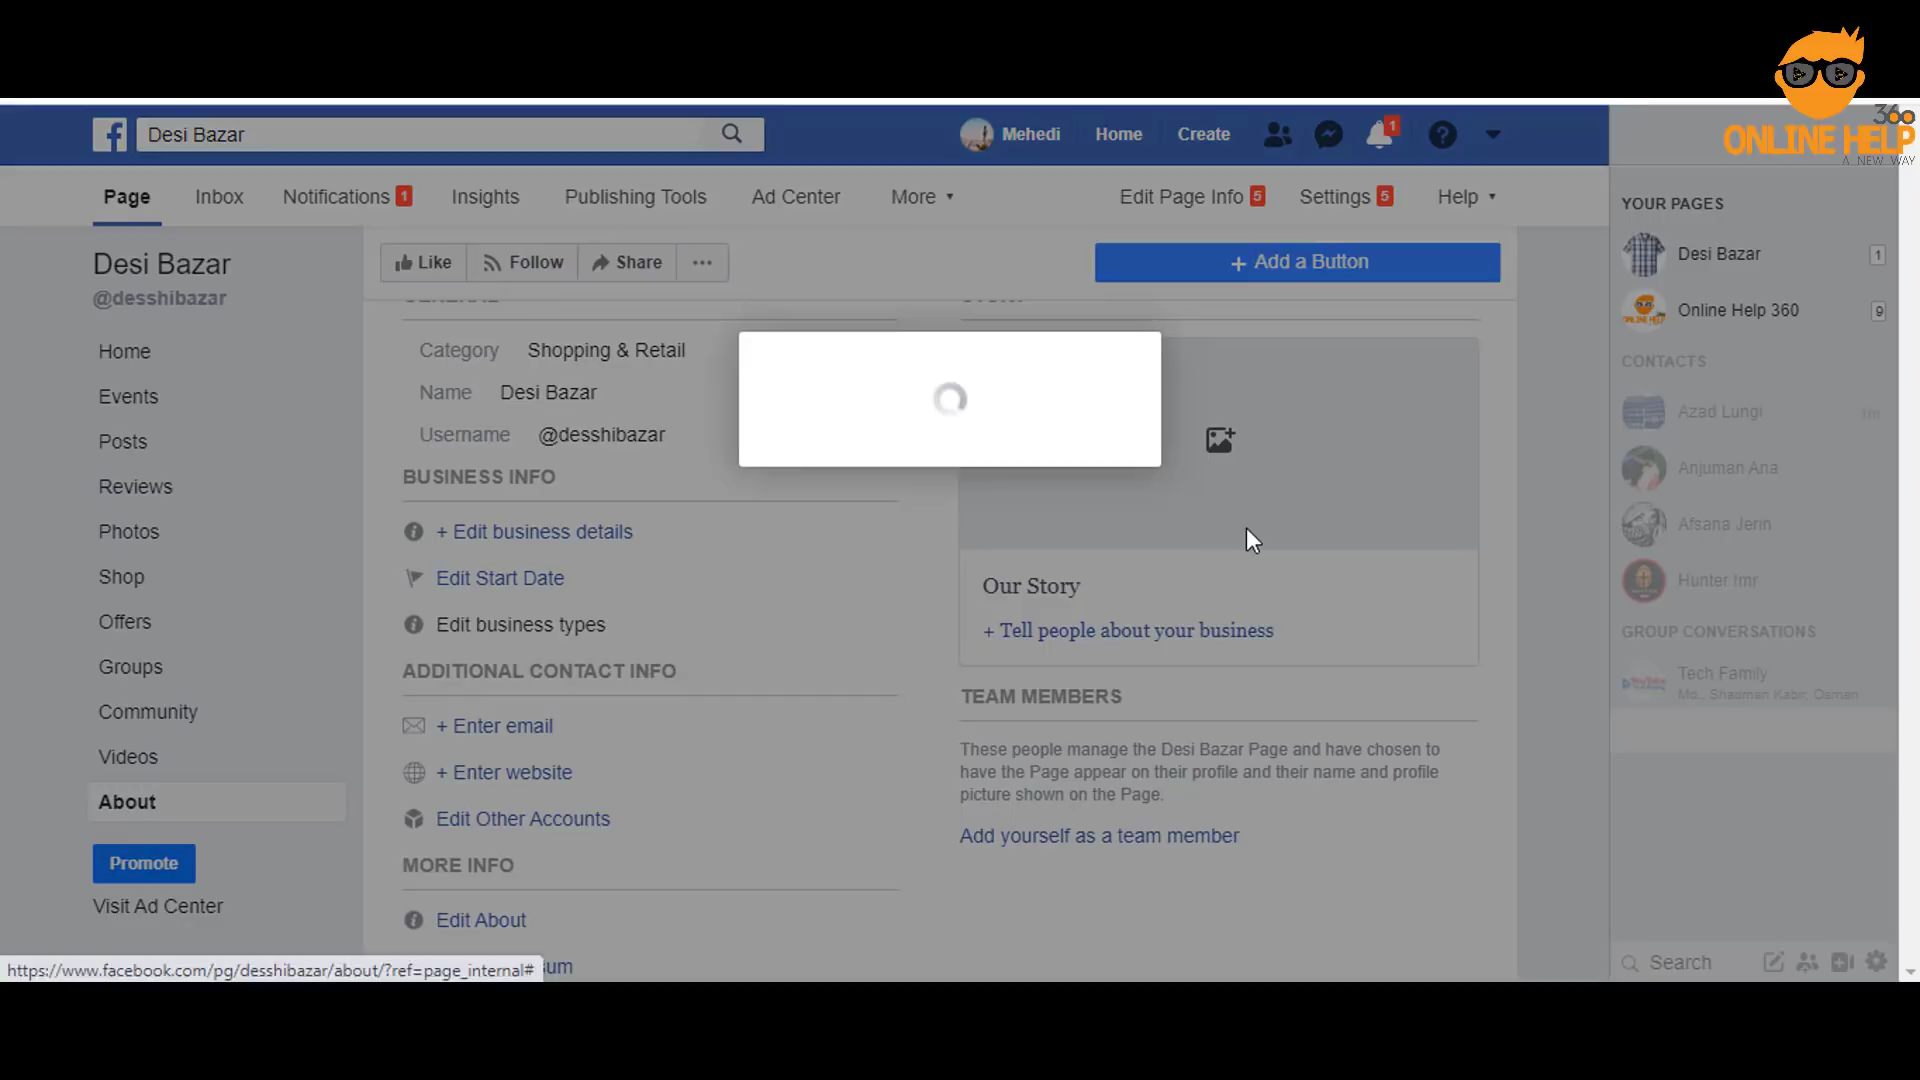 360
ONLINE HELP
A NEW WAY
Desi Bazar
Mehedi
Home
Create
1
Page
Inbox
Notifications 1
Insights
Publishing Tools
Ad Center
More
Edit Page Info 5
Settings 5
Help
Desi Bazar
@desshibazar
Home
Events
Posts
Reviews
Photos
Shop
Offers
Groups
Community
Videos
About
Promote
Visit Ad Center
Like
Follow
Share
+ Add a Button
GENERAL
Category Shopping & Retail
Name Desi Bazar
Username @desshibazar
BUSINESS INFO
+ Edit business details
Edit Start Date
Edit business types
ADDITIONAL CONTACT INFO
+ Enter email
+ Enter website
Edit Other Accounts
MORE INFO
Edit About
STORY
Our Story
+ Tell people about your business
TEAM MEMBERS
These people manage the Desi Bazar Page and have chosen to
have the Page appear on their profile and their name and profile
picture shown on the Page.
Add yourself as a team member
YOUR PAGES
Desi Bazar 1
Online Help 360 9
CONTACTS
Azad Lungi
Anjuman Ana
Afsana Jerin
Hunter Imr
GROUP CONVERSATIONS
Tech Family
Mo., Shadman Kabir, Osman
Search
https://www.facebook.com/pg/desshibazar/about/?ref=page_internal#